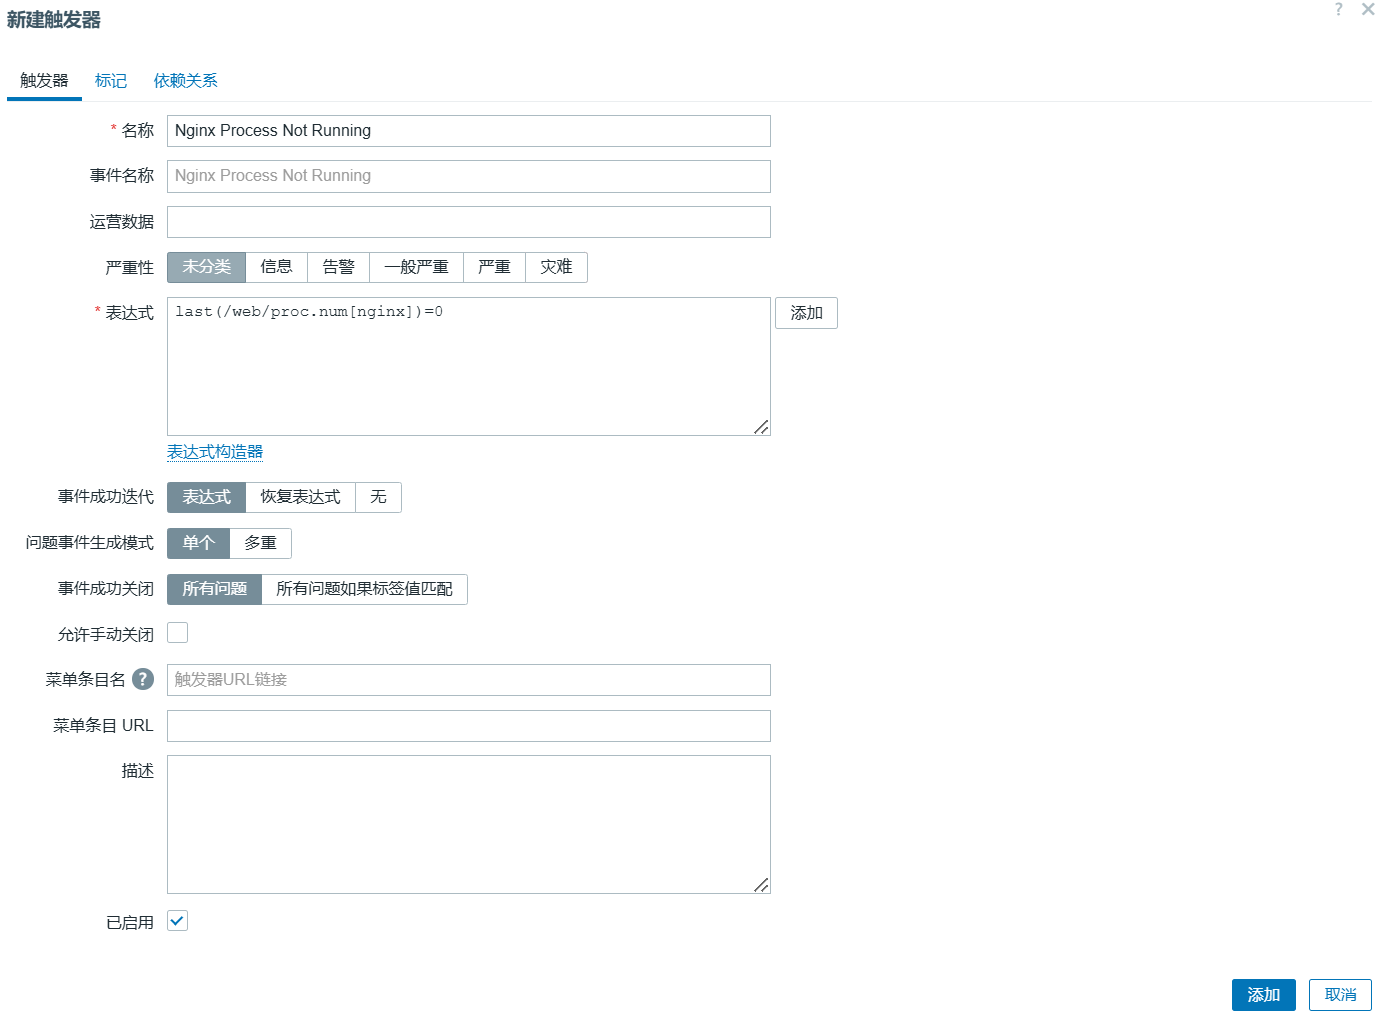 新建触发器
? ×
触发器 标记 依赖关系
* 名称 Nginx Process Not Running
事件名称 Nginx Process Not Running
运营数据
严重性 未分类 信息 告警 一般严重 严重 灾难
* 表达式 last(/web/proc.num[nginx])=0 添加
表达式构造器
事件成功迭代 表达式 恢复表达式 无
问题事件生成模式 单个 多重
事件成功关闭 所有问题 所有问题如果标签值匹配
允许手动关闭
菜单条目名 ? 触发器URL链接
菜单条目 URL
描述
已启用
添加 取消